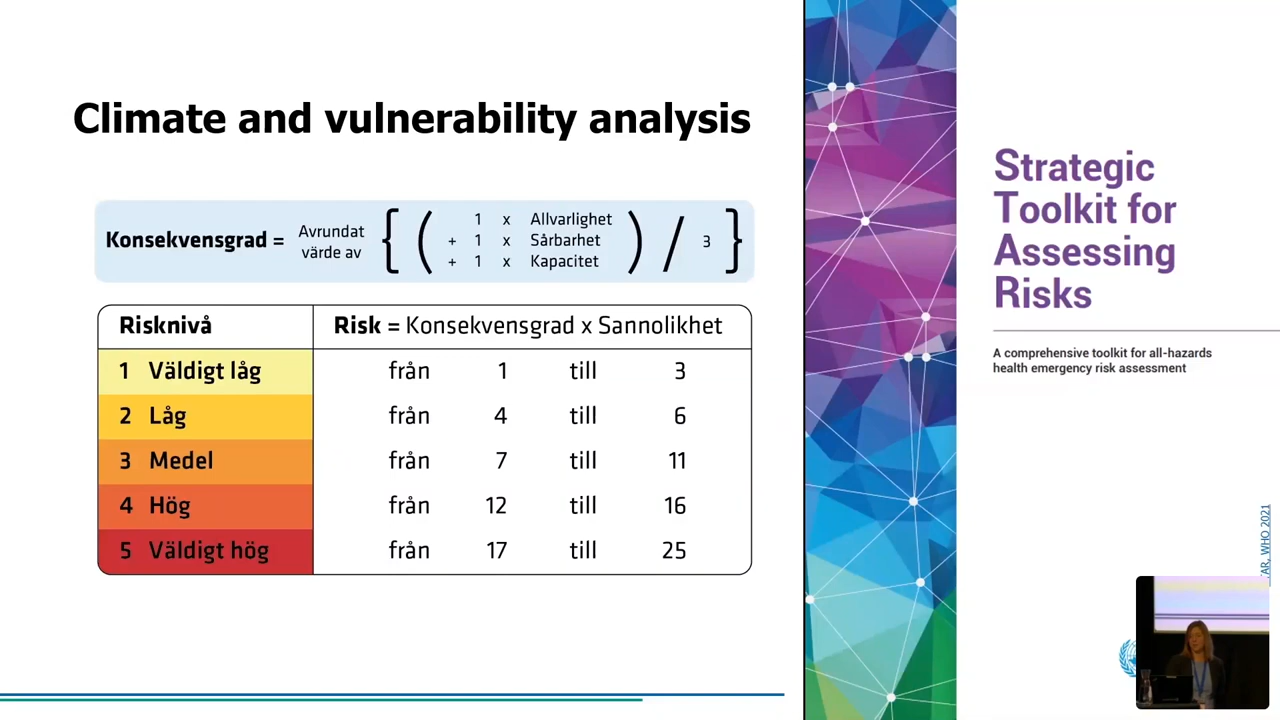 Climate and vulnerability analysis
Konsekvensgrad = Avrundat värde av { ( 1 x Allvarlighet
+ 1 x Sårbarhet
+ 1 x Kapacitet ) / 3 }
Risknivå Risk = Konsekvensgrad x Sannolikhet
1 Väldigt låg från 1 till 3
2 Låg från 4 till 6
3 Medel från 7 till 11
4 Hög från 12 till 16
5 Väldigt hög från 17 till 25
Strategic
Toolkit for
Assessing
Risks
A comprehensive toolkit for all-hazards
health emergency risk assessment
WHO 2021